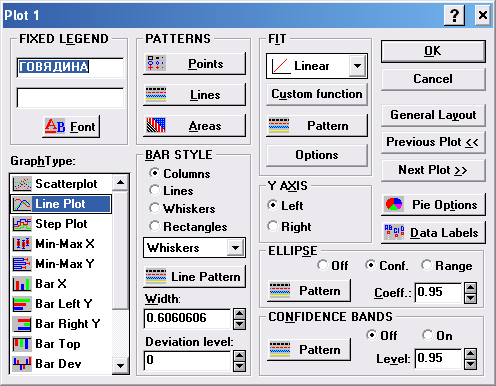 Plot 1
FIXED LEGEND
ГОВЯДИНА
Font
GraphType:
Scatterplot
Line Plot
Step Plot
Min-Max X
Min-Max Y
Bar X
Bar Left Y
Bar Right Y
Bar Top
Bar Dev
PATTERNS
Points
Lines
Areas
BAR STYLE
Columns
Lines
Whiskers
Rectangles
Whiskers
Line Pattern
Width:
0.6060606
Deviation level:
0
FIT
Linear
Custom function
Pattern
Options
Y AXIS
Left
Right
OK
Cancel
General Layout
Previous Plot <<
Next Plot >>
Pie Options
Data Labels
ELLIPSE
Off Conf. Range
Pattern Coeff.: 0.95
CONFIDENCE BANDS
Off On
Pattern Level: 0.95